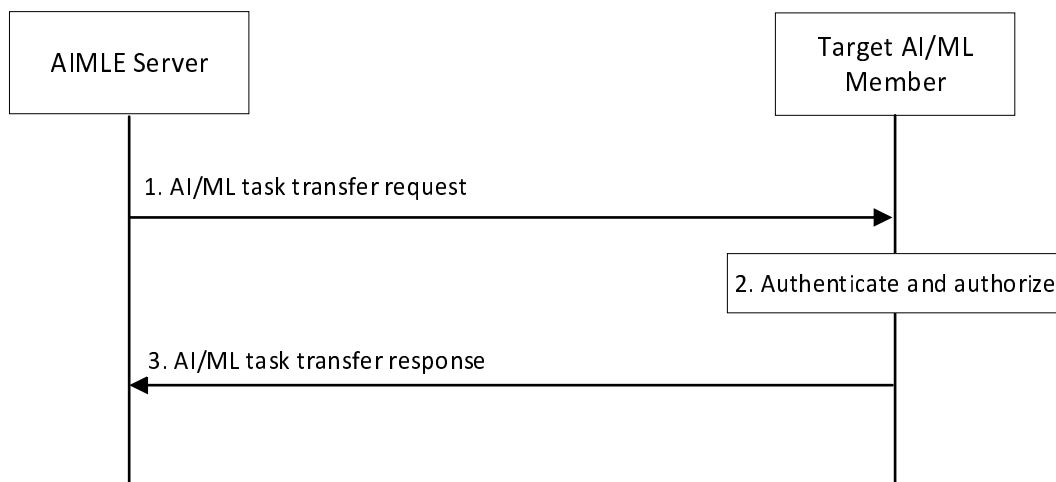 AIMLE Server
Target AI/ML
Member
1. AI/ML task transfer request
2. Authenticate and authorize
3. AI/ML task transfer response